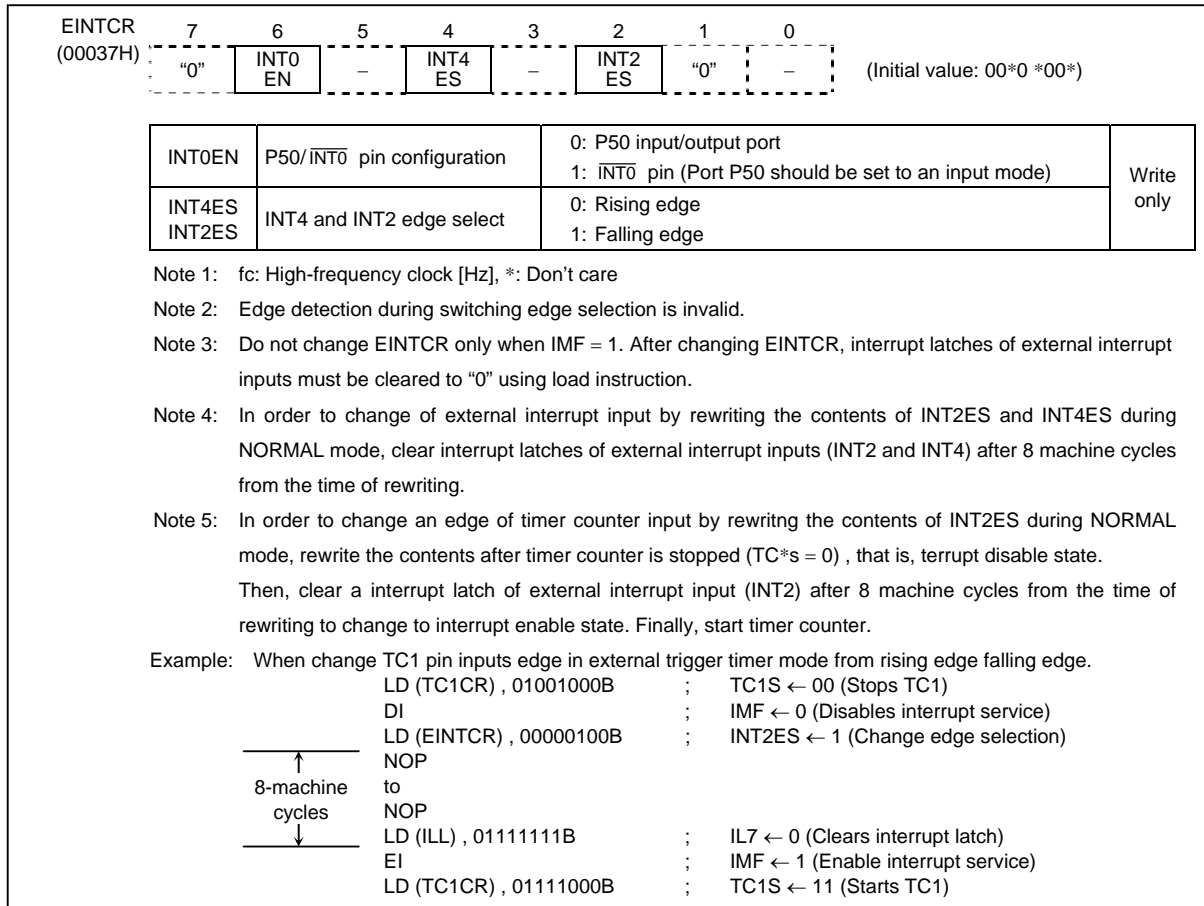 EINTCR 7 6 5 4 3 2 1 0
(00037H) “0” INT0 EN – INT4 ES – INT2 ES “0” – (Initial value: 00*0 *00*)
INT0EN P50/INT0 pin configuration 0: P50 input/output port
1: INT0 pin (Port P50 should be set to an input mode) Write only
INT4ES INT2ES INT4 and INT2 edge select 0: Rising edge
1: Falling edge
Note 1: fc: High-frequency clock [Hz], *: Don’t care
Note 2: Edge detection during switching edge selection is invalid.
Note 3: Do not change EINTCR only when IMF = 1. After changing EINTCR, interrupt latches of external interrupt
inputs must be cleared to “0” using load instruction.
Note 4: In order to change of external interrupt input by rewriting the contents of INT2ES and INT4ES during
NORMAL mode, clear interrupt latches of external interrupt inputs (INT2 and INT4) after 8 machine cycles
from the time of rewriting.
Note 5: In order to change an edge of timer counter input by rewritng the contents of INT2ES during NORMAL
mode, rewrite the contents after timer counter is stopped (TC*s = 0) , that is, terrupt disable state.
Then, clear a interrupt latch of external interrupt input (INT2) after 8 machine cycles from the time of
rewriting to change to interrupt enable state. Finally, start timer counter.
Example: When change TC1 pin inputs edge in external trigger timer mode from rising edge falling edge.
LD (TC1CR) , 01001000B ; TC1S ← 00 (Stops TC1)
DI ; IMF ← 0 (Disables interrupt service)
LD (EINTCR) , 00000100B ; INT2ES ← 1 (Change edge selection)
NOP
8-machine to
cycles NOP
LD (ILL) , 01111111B ; IL7 ← 0 (Clears interrupt latch)
EI ; IMF ← 1 (Enable interrupt service)
LD (TC1CR) , 01111000B ; TC1S ← 11 (Starts TC1)